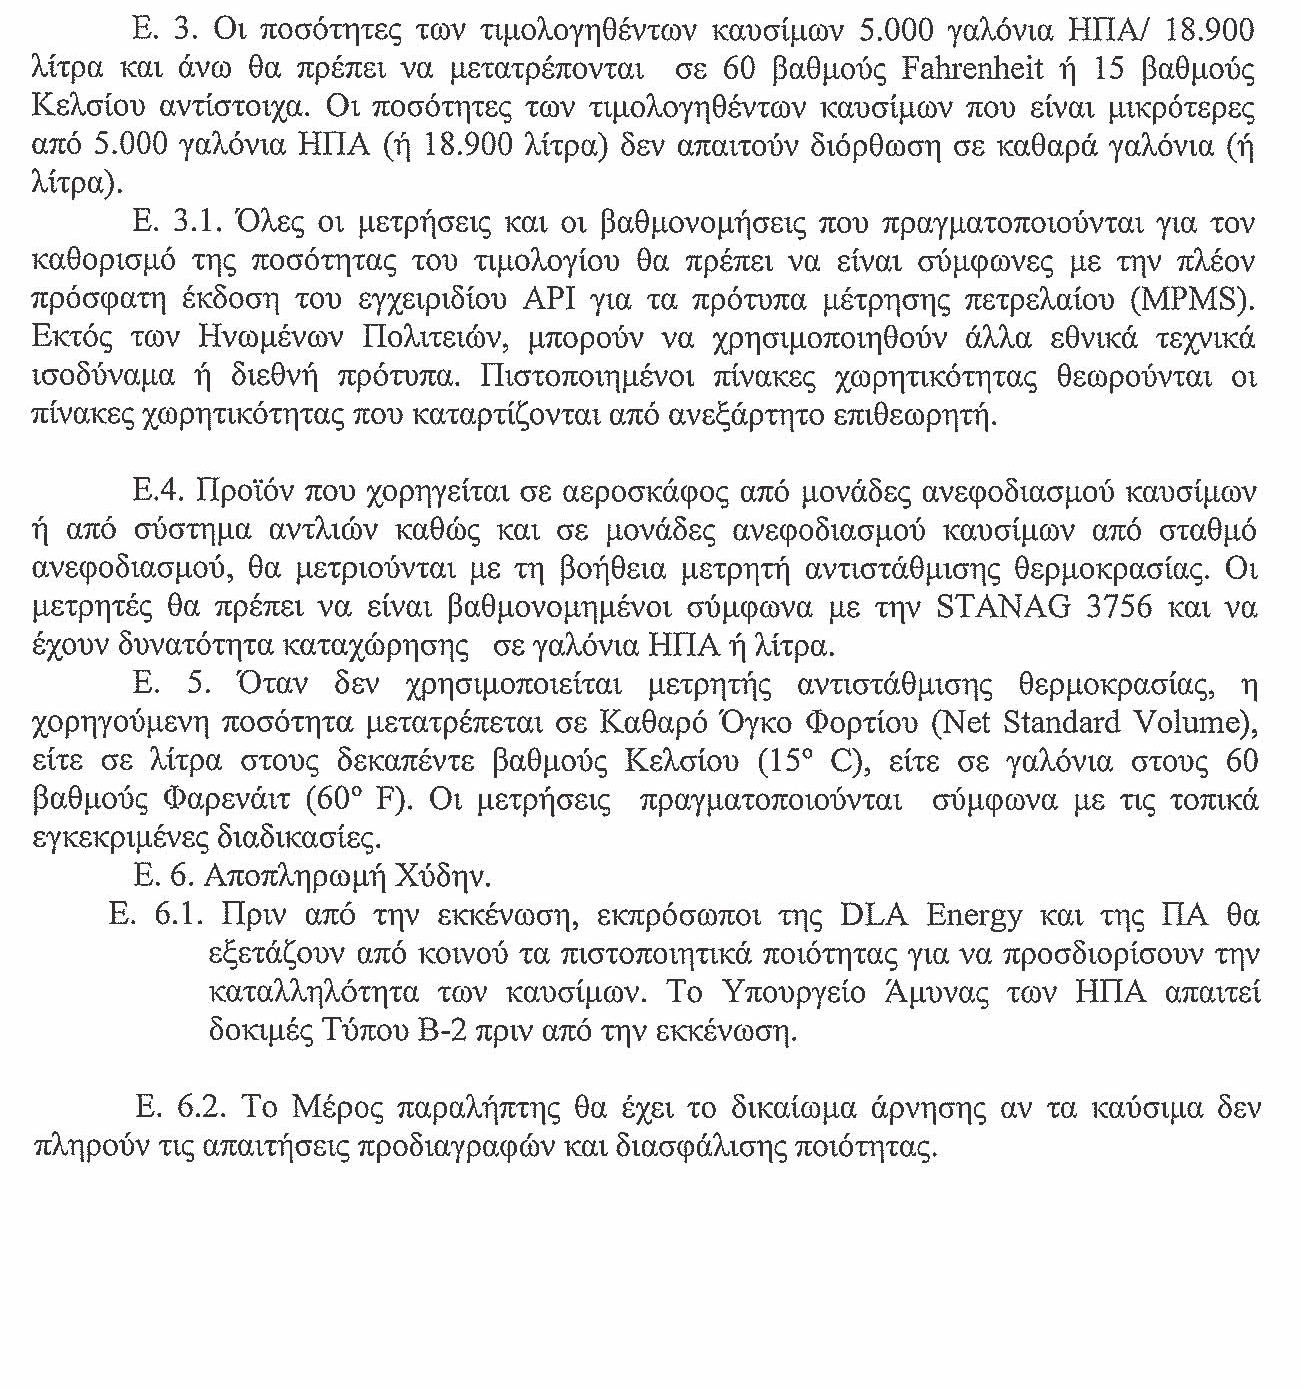 Ε. 3. Οι ποσότητες των τιμολογηθέντων καυσίμων 5.000 γαλόνια ΗΠΑ/ 18.900
λίτρα και άνω θα πρέπει να μετατρέπονται σε 60 βαθμούς Fahrenheit ή 15 βαθμούς
Κελσίου αντίστοιχα. Οι ποσότητες των τιμολογηθέντων καυσίμων που είναι μικρότερες
από 5.000 γαλόνια ΗΠΑ (ή 18.900 λίτρα) δεν απαιτούν διόρθωση σε καθαρά γαλόνια (ή
λίτρα).
Ε. 3.1. Όλες οι μετρήσεις και οι βαθμονομήσεις που πραγματοποιούνται για τον
καθορισμό της ποσότητας του τιμολογίου θα πρέπει να είναι σύμφωνες με την πλέον
πρόσφατη έκδοση του εγχειριδίου API για τα πρότυπα μέτρησης πετρελαίου (MPMS).
Εκτός των Ηνωμένων Πολιτειών, μπορούν να χρησιμοποιηθούν άλλα εθνικά τεχνικά
ισοδύναμα ή διεθνή πρότυπα. Πιστοποιημένοι πίνακες χωρητικότητας θεωρούνται οι
πίνακες χωρητικότητας που καταρτίζονται από ανεξάρτητο επιθεωρητή.
Ε.4. Προϊόν που χορηγείται σε αεροσκάφος από μονάδες ανεφοδιασμού καυσίμων
ή από σύστημα αντλιών καθώς και σε μονάδες ανεφοδιασμού καυσίμων από σταθμό
ανεφοδιασμού, θα μετριούνται με τη βοήθεια μετρητή αντιστάθμισης θερμοκρασίας. Οι
μετρητές θα πρέπει να είναι βαθμονομημένοι σύμφωνα με την STANAG 3756 και να
έχουν δυνατότητα καταχώρησης σε γαλόνια ΗΠΑ ή λίτρα.
Ε. 5. Όταν δεν χρησιμοποιείται μετρητής αντιστάθμισης θερμοκρασίας, η
χορηγούμενη ποσότητα μετατρέπεται σε Καθαρό Όγκο Φορτίου (Net Standard Volume),
είτε σε λίτρα στους δεκαπέντε βαθμούς Κελσίου (15° C), είτε σε γαλόνια στους 60
βαθμούς Φαρενάιτ (60° F). Οι μετρήσεις πραγματοποιούνται σύμφωνα με τις τοπικά
εγκεκριμένες διαδικασίες.
Ε. 6. Αποπληρωμή Χύδην.
Ε. 6.1. Πριν από την εκκένωση, εκπρόσωποι της DLA Energy και της ΠΑ θα
εξετάζουν από κοινού τα πιστοποιητικά ποιότητας για να προσδιορίσουν την
καταλληλότητα των καυσίμων. Το Υπουργείο Άμυνας των ΗΠΑ απαιτεί
δοκιμές Τύπου Β-2 πριν από την εκκένωση.
Ε. 6.2. Το Μέρος παραλήπτης θα έχει το δικαίωμα άρνησης αν τα καύσιμα δεν
πληρούν τις απαιτήσεις προδιαγραφών και διασφάλισης ποιότητας.